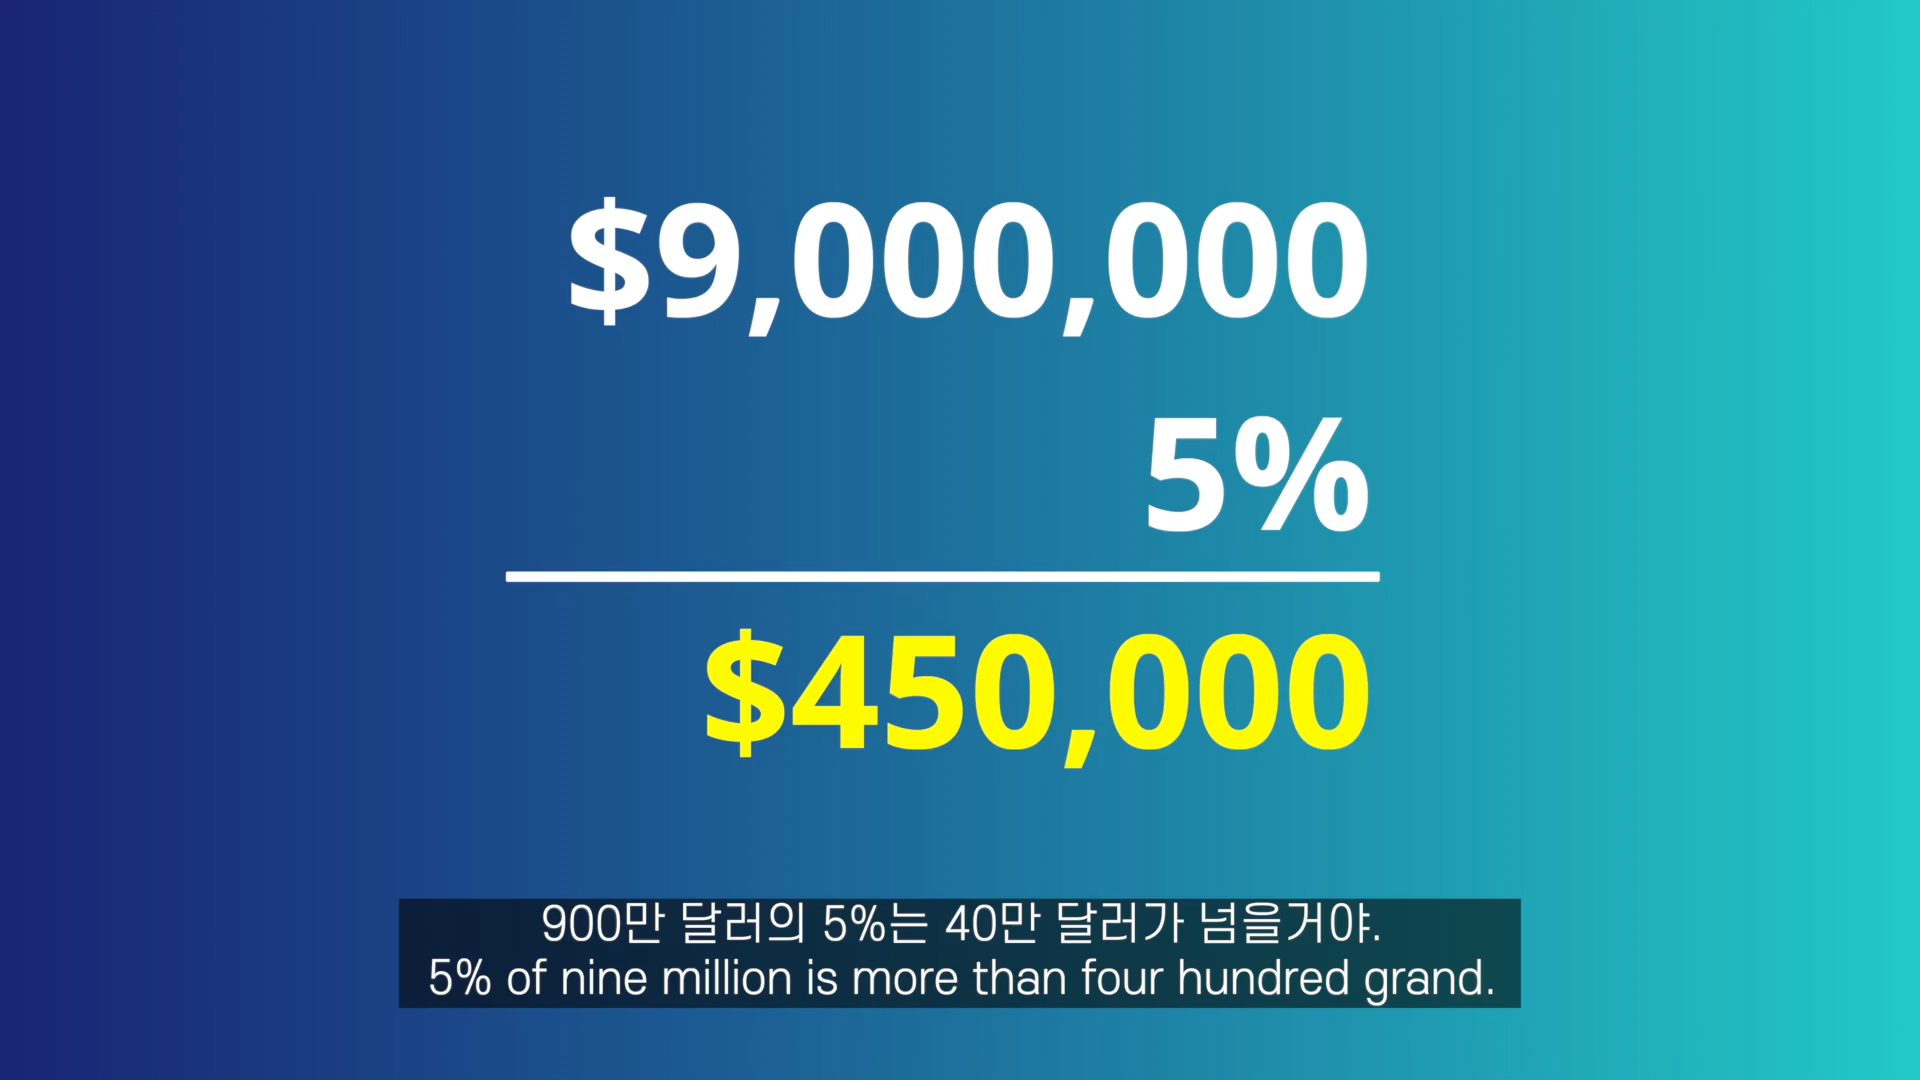 $9,000,000
5%
$450,000
900만 달러의 5%는 40만 달러가 넘을거야.
5% of nine million is more than four hundred grand.